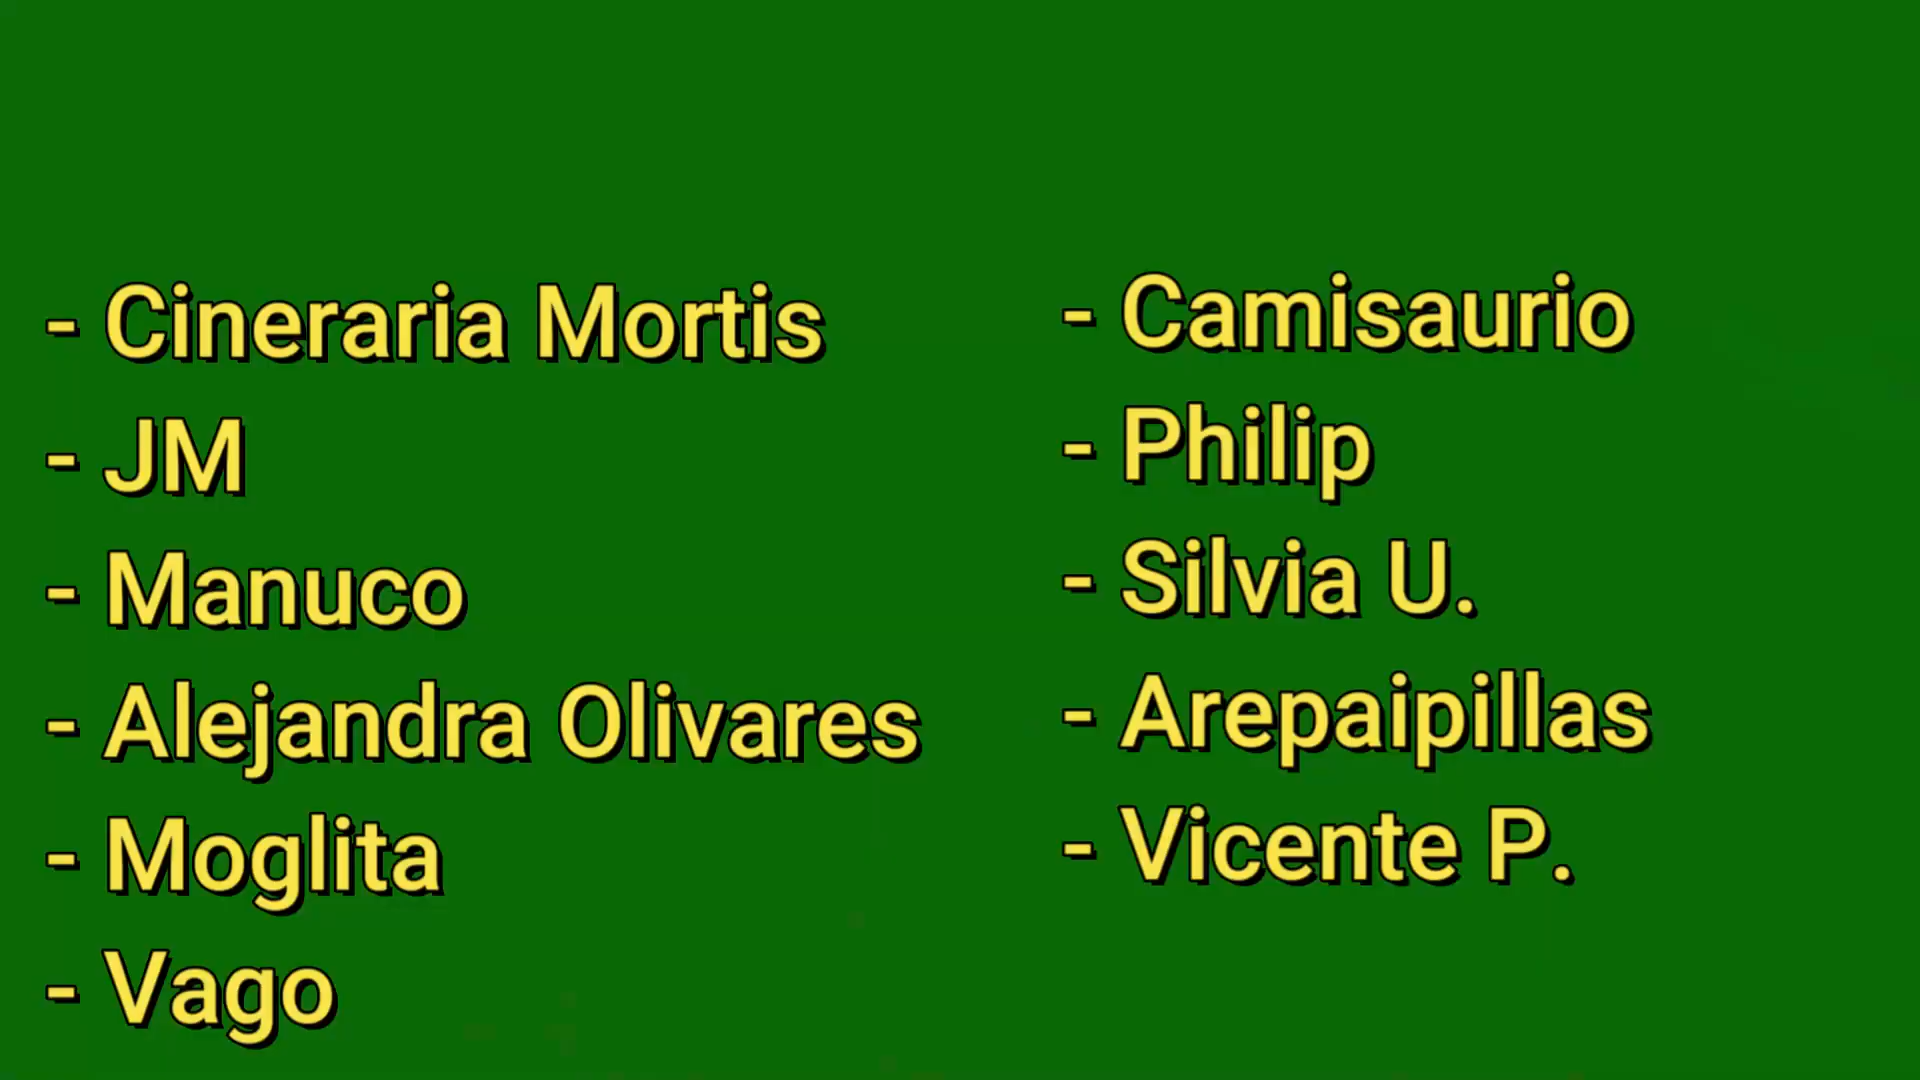 - Cineraria Mortis
- JM
- Manuco
- Alejandra Olivares
- Moglita
- Vago
- Camisaurio
- Philip
- Silvia U.
- Arepaipillas
- Vicente P.